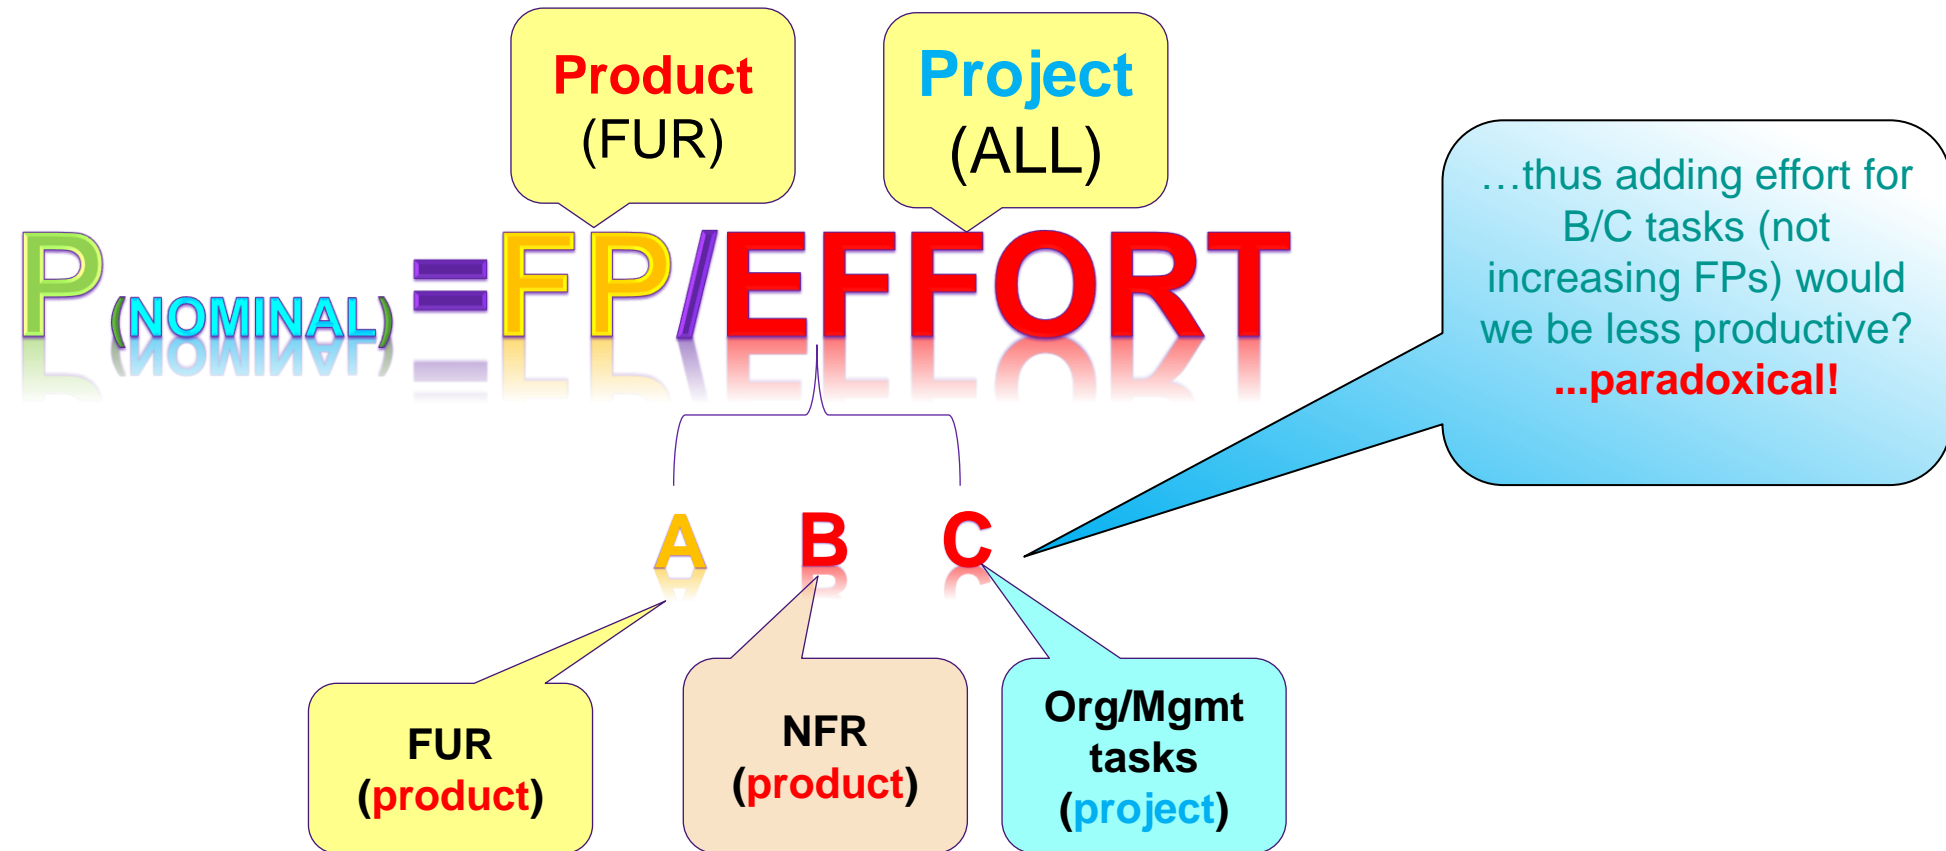 Product
(FUR)
Project
(ALL)
P(NOMINAL)=FP/EFFORT
…thus adding effort for
B/C tasks (not
increasing FPs) would
we be less productive?
...paradoxical!
A B C
FUR
(product)
NFR
(product)
Org/Mgmt
tasks
(project)